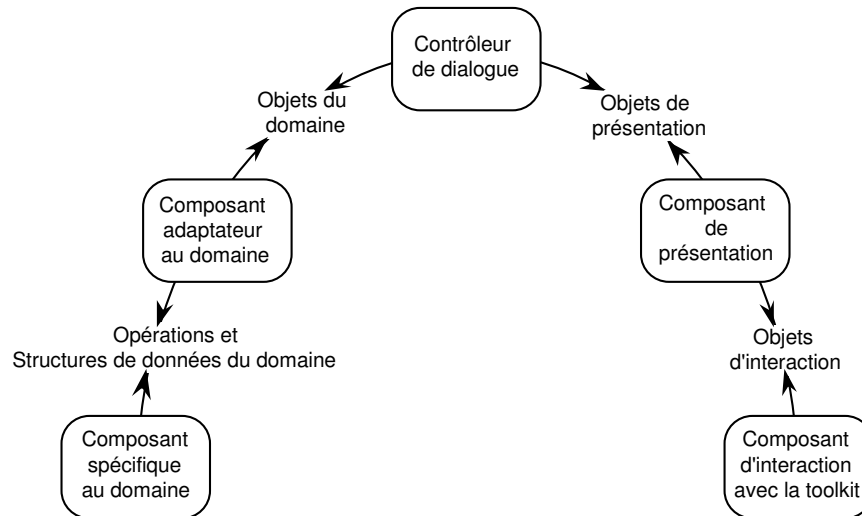 Contrôleur
de dialogue
Objets du
domaine
Objets de
présentation
Composant
adaptateur
au domaine
Composant
de
présentation
Opérations et
Structures de données du domaine
Objets
d'interaction
Composant
spécifique
au domaine
Composant
d'interaction
avec la toolkit